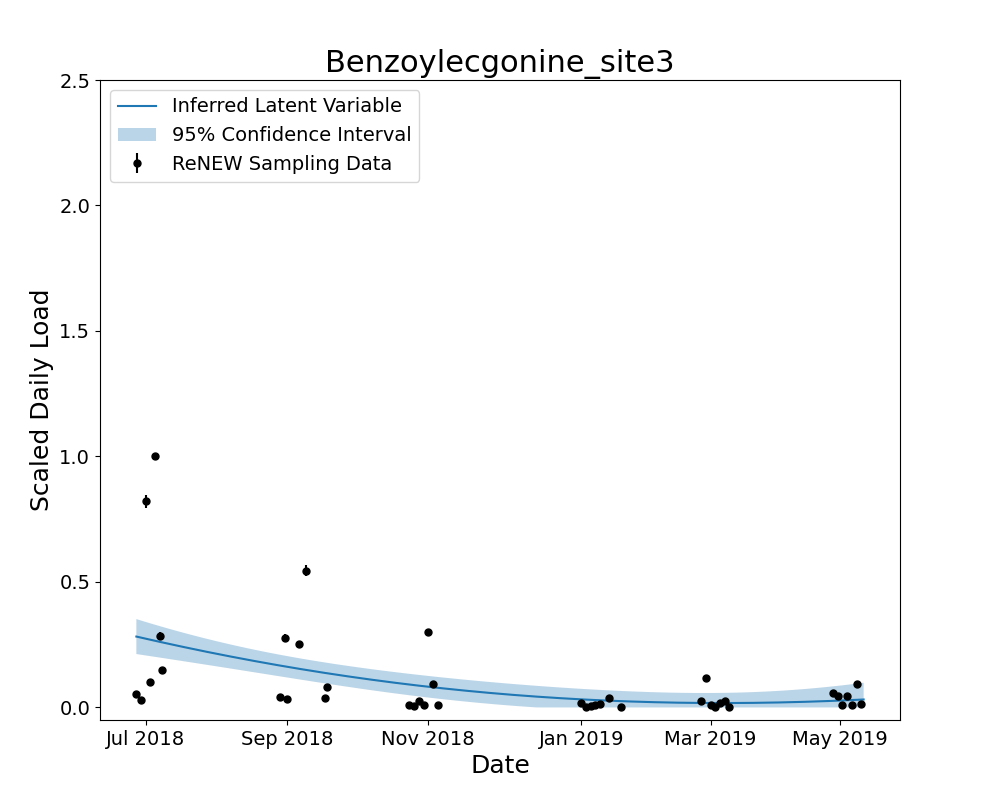 Benzoylecgonine_site3
Inferred Latent Variable
95% Confidence Interval
ReNEW Sampling Data
Scaled Daily Load
2.5
2.0
1.5
1.0
0.5
0.0
Jul 2018
Sep 2018
Nov 2018
Jan 2019
Mar 2019
May 2019
Date